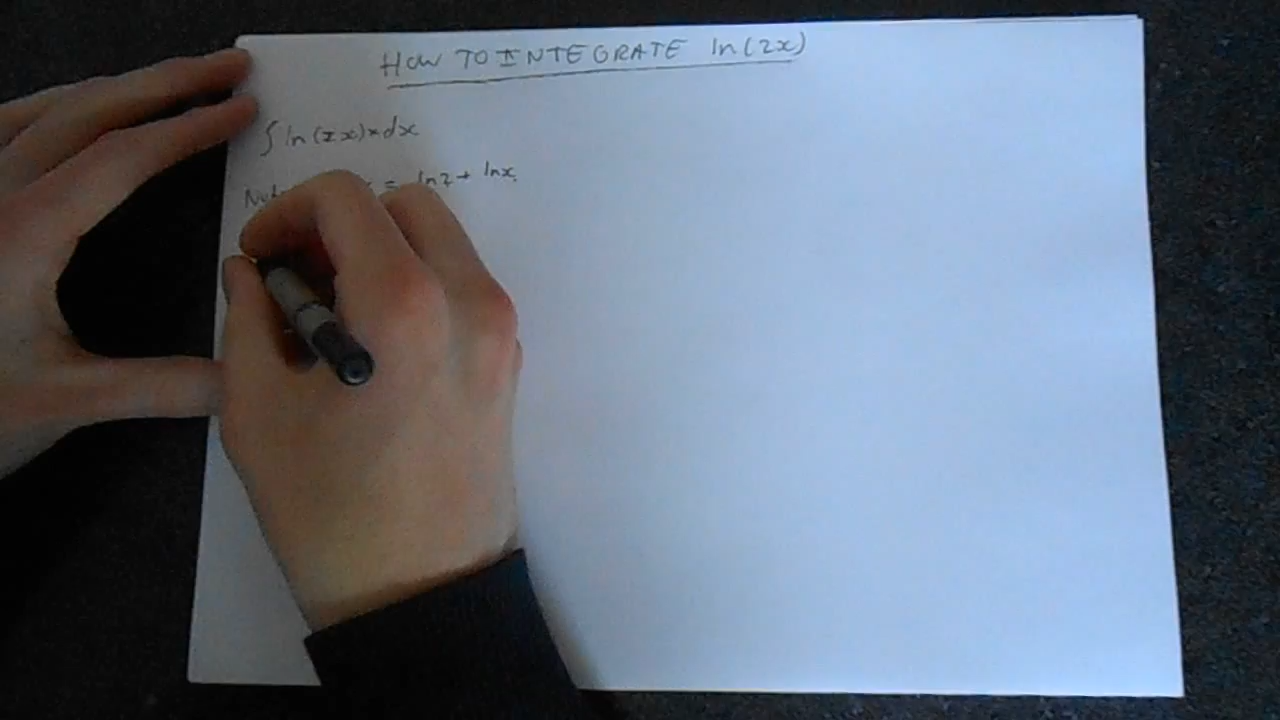 HOW TO INTEGRATE ln(2x)
∫ ln(2x) × dx
= ln2 + lnx.